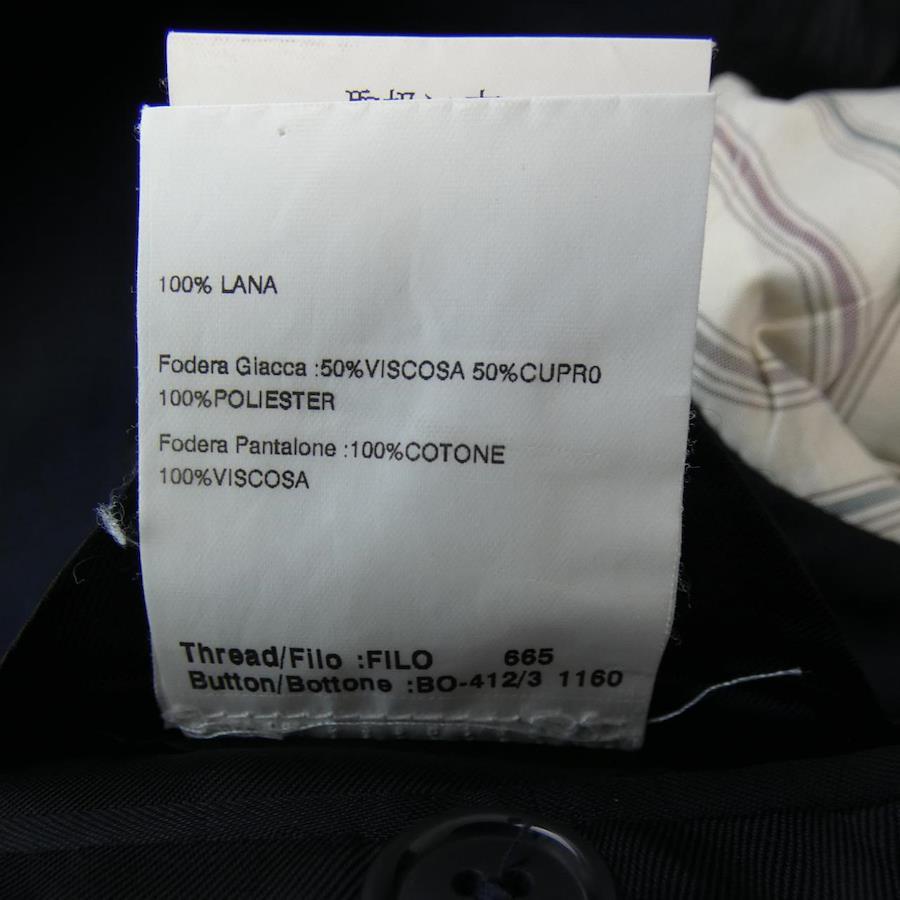 100% LANA
Fodera Giacca :50%VISCOSA 50%CUPR0
100%POLIESTER
Fodera Pantalone :100%COTONE
100%VISCOSA
Thread/Filo :FILO 665
Button/Bottone :BO-412/3 1160